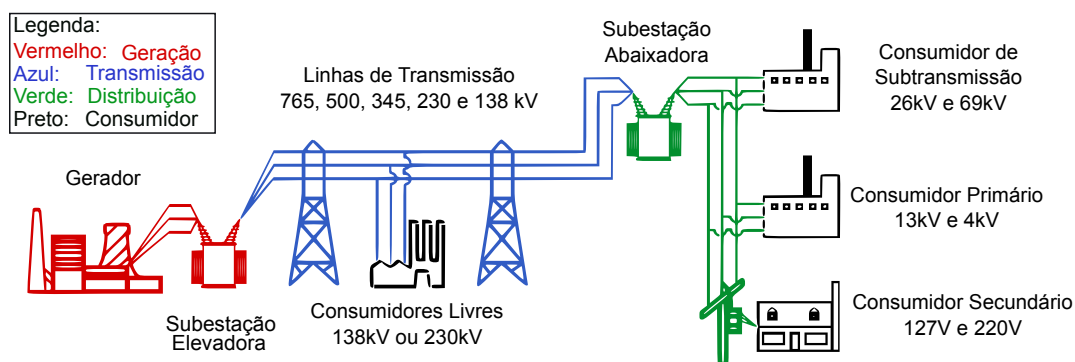 Legenda:
Vermelho: Geração
Azul: Transmissão
Verde: Distribuição
Preto: Consumidor
Gerador
Subestação
Elevadora
Linhas de Transmissão
765, 500, 345, 230 e 138 kV
Consumidores Livres
138kV ou 230kV
Subestação
Abaixadora
Consumidor de
Subtransmissão
26kV e 69kV
Consumidor Primário
13kV e 4kV
Consumidor Secundário
127V e 220V